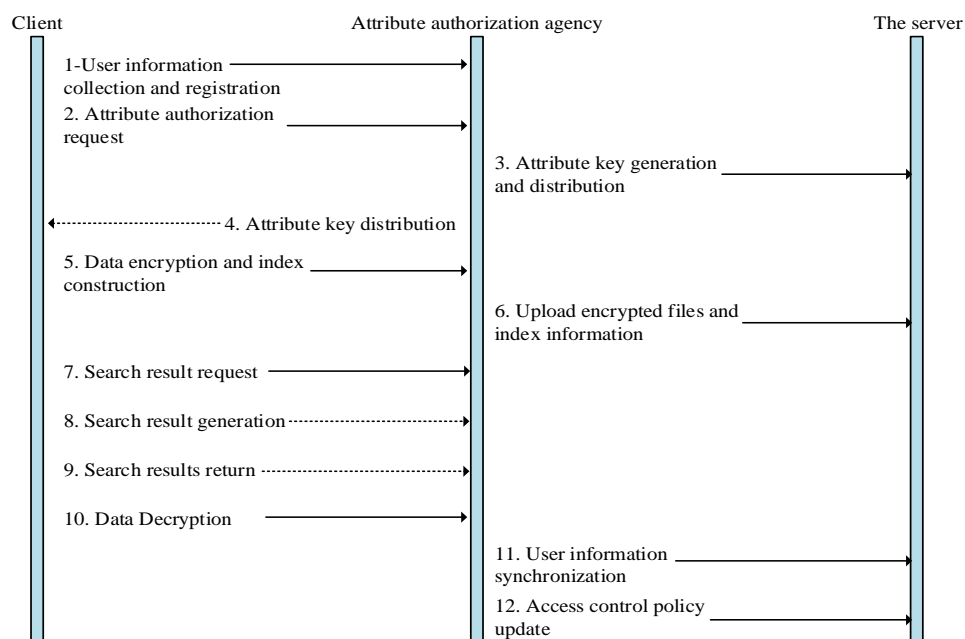 Client
Attribute authorization agency
The server
1-User information
collection and registration
2. Attribute authorization
request
3. Attribute key generation
and distribution
4. Attribute key distribution
5. Data encryption and index
construction
6. Upload encrypted files and
index information
7. Search result request
8. Search result generation
9. Search results return
10. Data Decryption
11. User information
synchronization
12. Access control policy
update